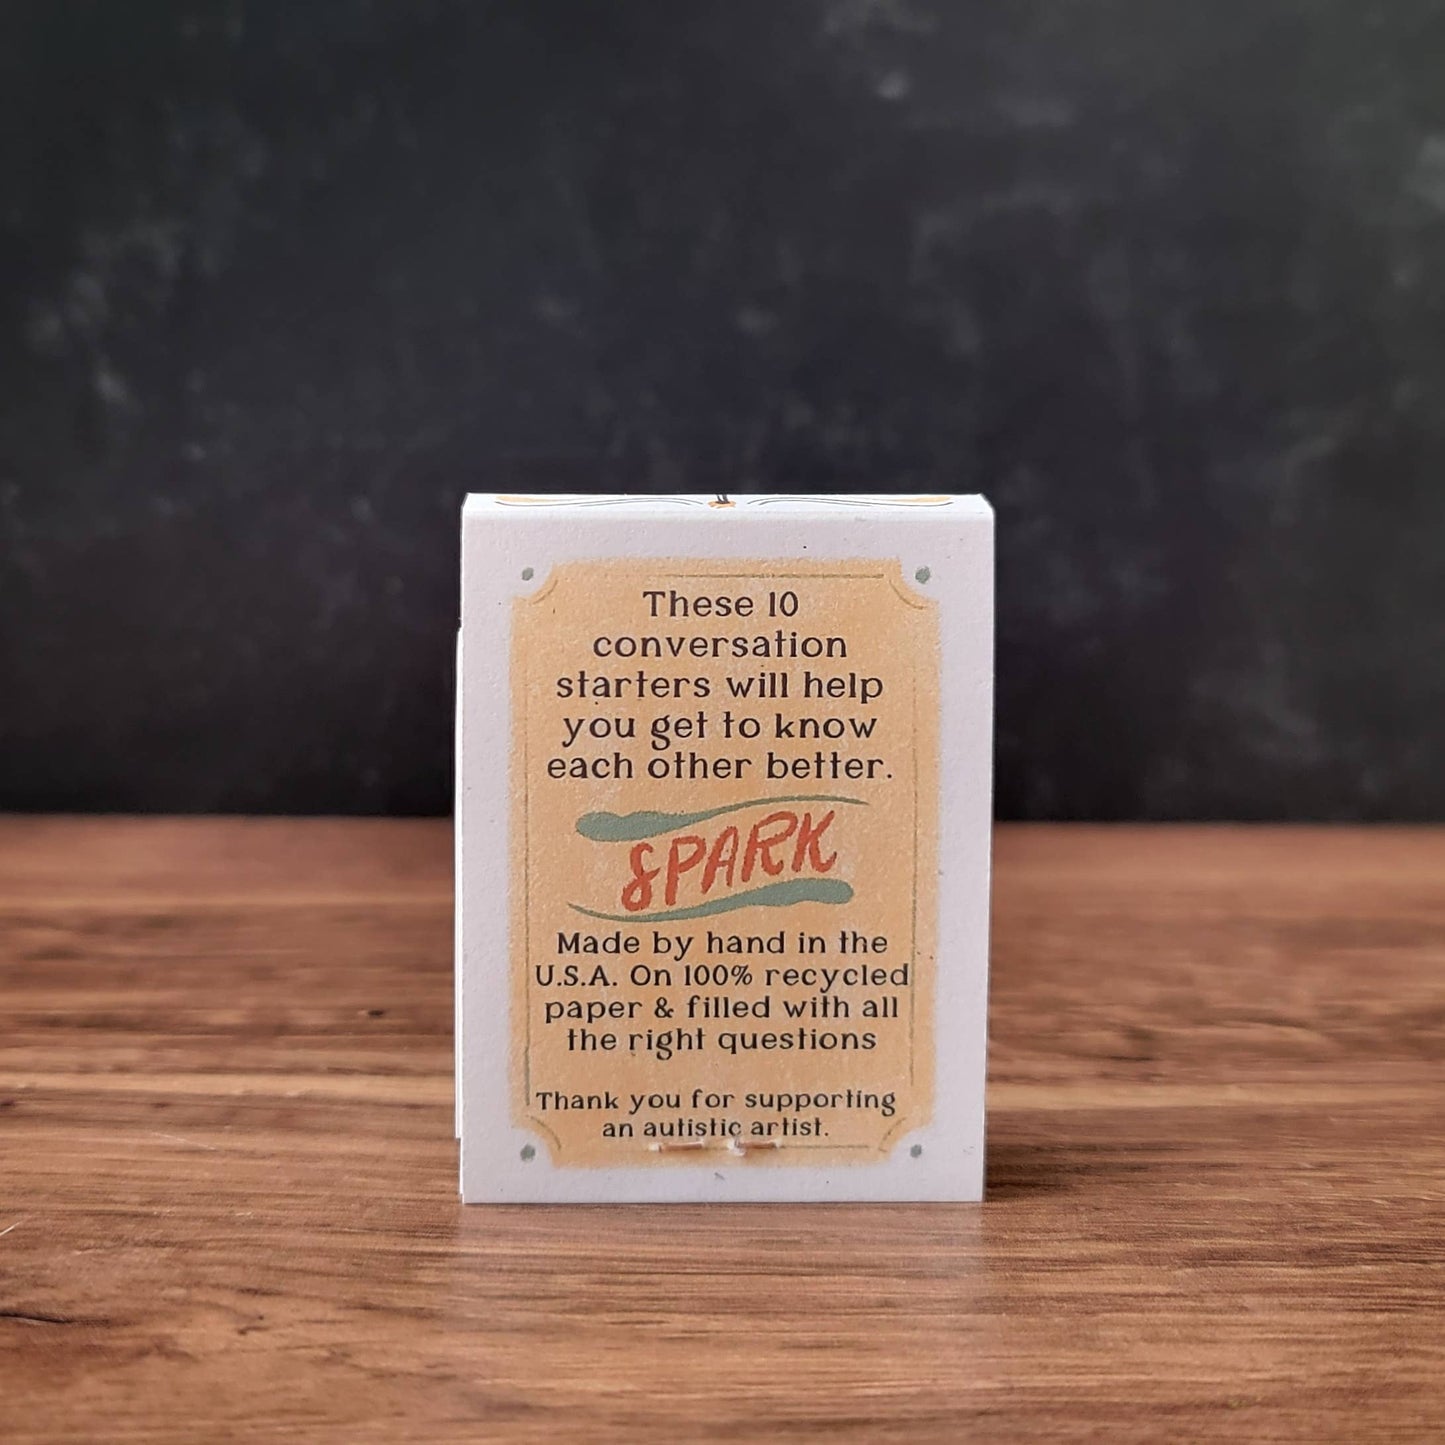 These 10
conversation
starters will help
you get to know
each other better.
SPARK
Made by hand in the
U.S.A. On 100% recycled
paper & filled with all
the right questions
Thank you for supporting
an autistic artist.